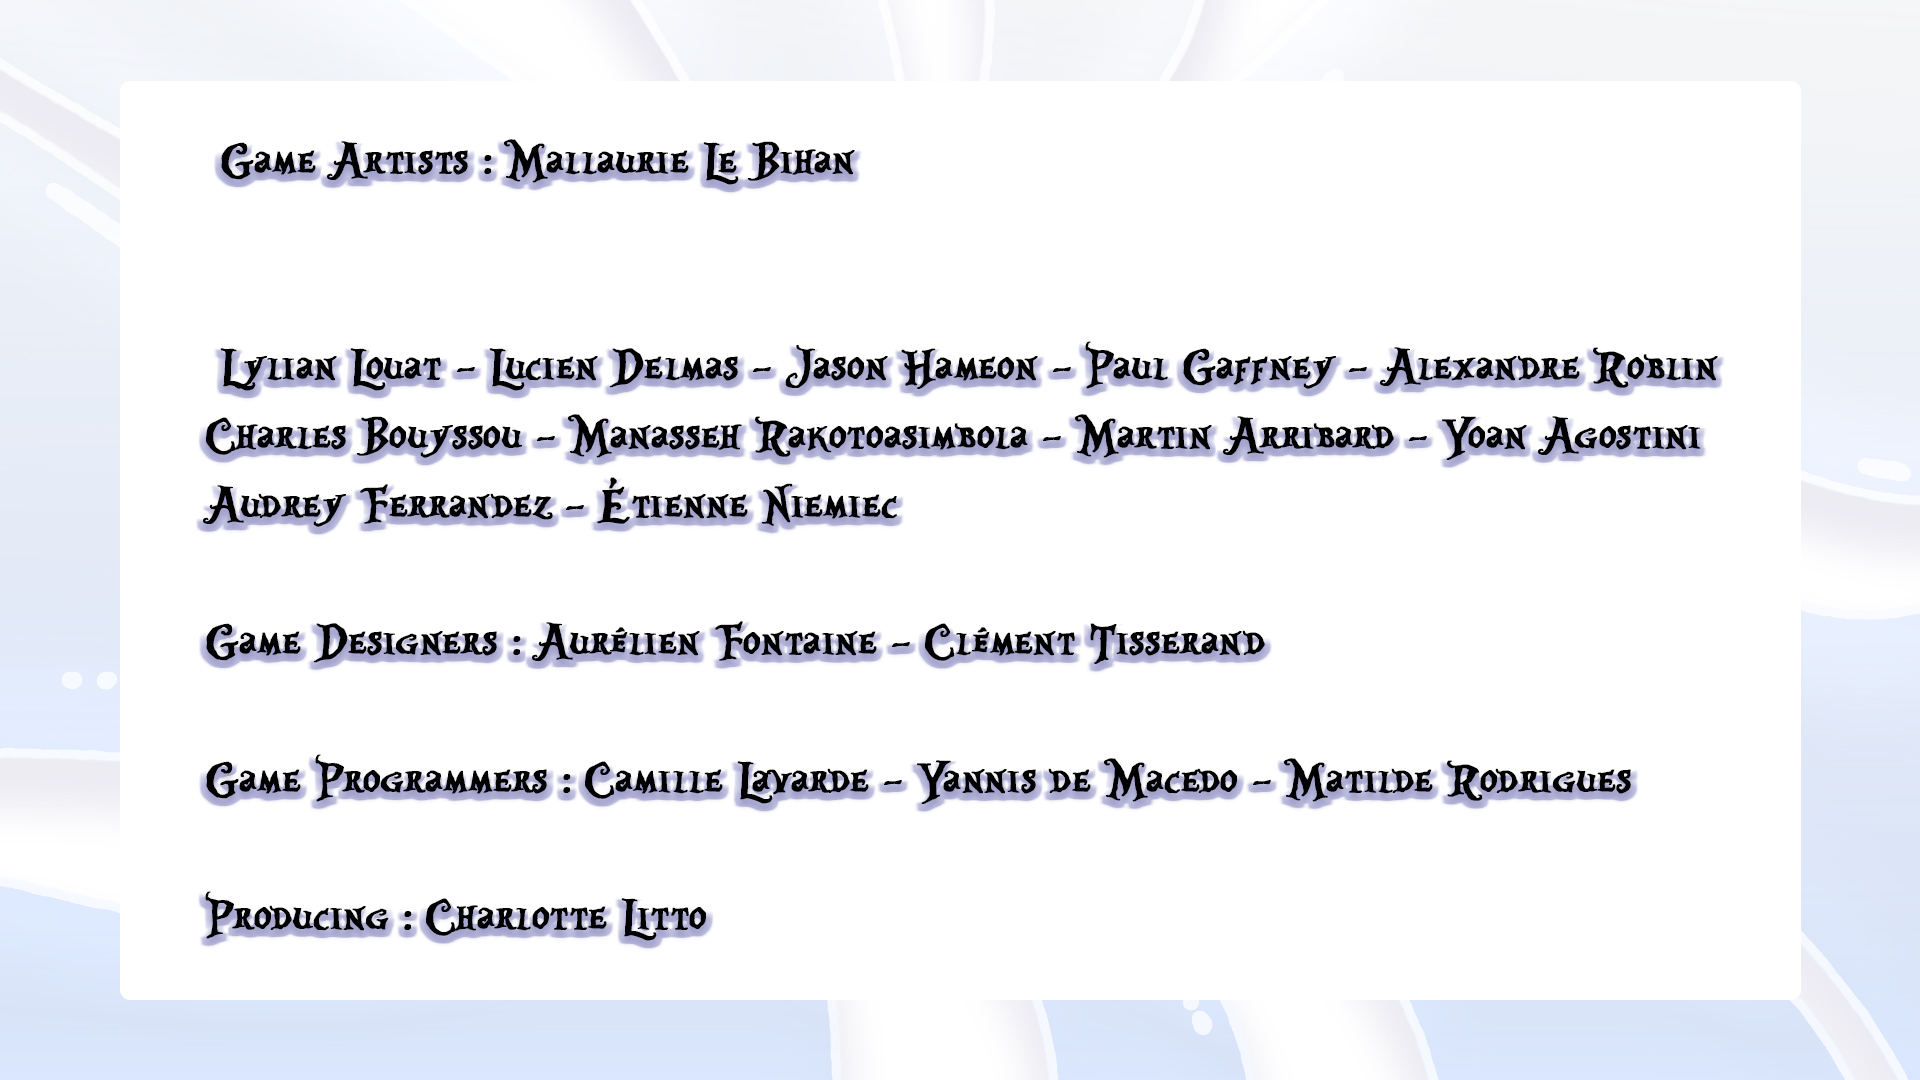 Game Artists : Mallaurie Le Bihan
Lylian Louat - Lucien Delmas - Jason Hameon - Paul Gaffney - Alexandre Roblin
Charles Bouyssou - Manasseh Rakotoasimbola - Martin Arribard - Yoan Agostini
Audrey Ferrandez - Étienne Niemiec
Game Designers : Aurélien Fontaine - Clément Tisserand
Game Programmers : Camille Lavarde - Yannis de Macedo - Matilde Rodrigues
Producing : Charlotte Litto